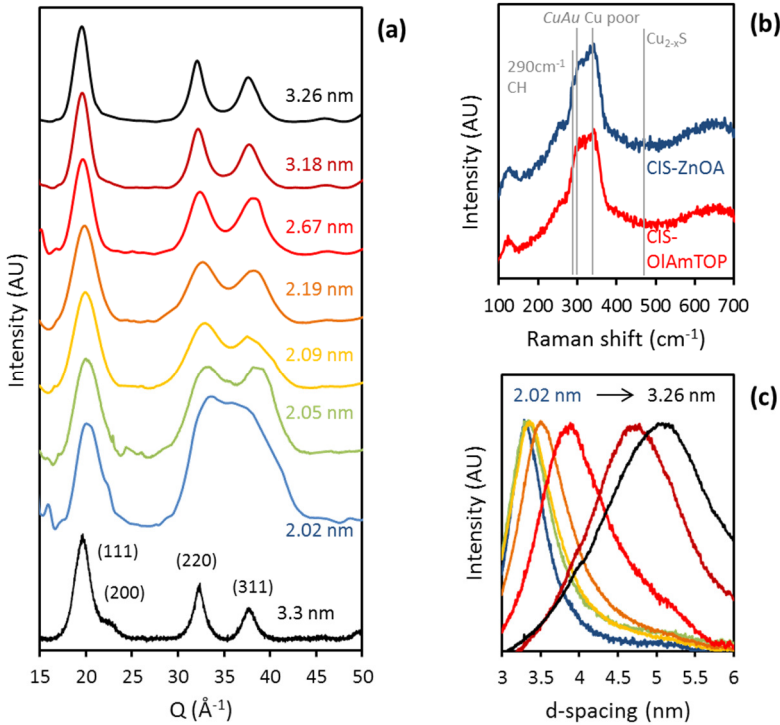 (a)
Intensity (AU)
3.26 nm
3.18 nm
2.67 nm
2.19 nm
2.09 nm
2.05 nm
2.02 nm
(111)
(200)
(220)
(311)
3.3 nm
15 20 25 30 35 40 45 50
Q (Å⁻¹)
(b)
CuAu Cu poor
Cu₂₋ₓS
290cm⁻¹
CH
CIS-ZnOA
CIS-
OlAmTOP
Intensity (AU)
100 200 300 400 500 600 700
Raman shift (cm⁻¹)
(c)
2.02 nm → 3.26 nm
Intensity (AU)
3 3.5 4 4.5 5 5.5 6
d-spacing (nm)